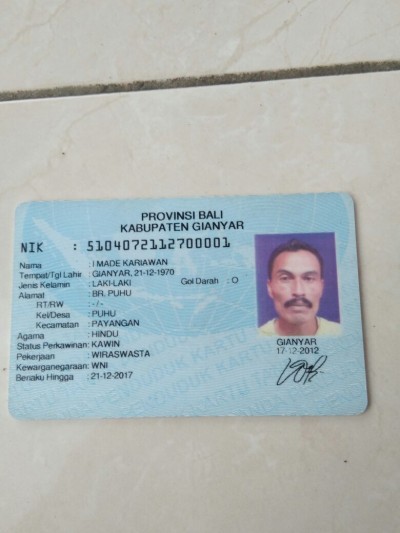 PROVINSI BALI
KABUPATEN GIANYAR
NIK : 5104072112700001
Nama : I MADE KARIAWAN
Tempat/Tgl Lahir : GIANYAR, 21-12-1970
Jenis Kelamin : LAKI-LAKI Gol Darah : O
Alamat : BR. PUHU
RT/RW : -/-
Kel/Desa : PUHU
Kecamatan : PAYANGAN
Agama : HINDU
Status Perkawinan: KAWIN
Pekerjaan : WIRASWASTA
Kewarganegaraan: WNI
Berlaku Hingga : 21-12-2017
GIANYAR
17-12-2012